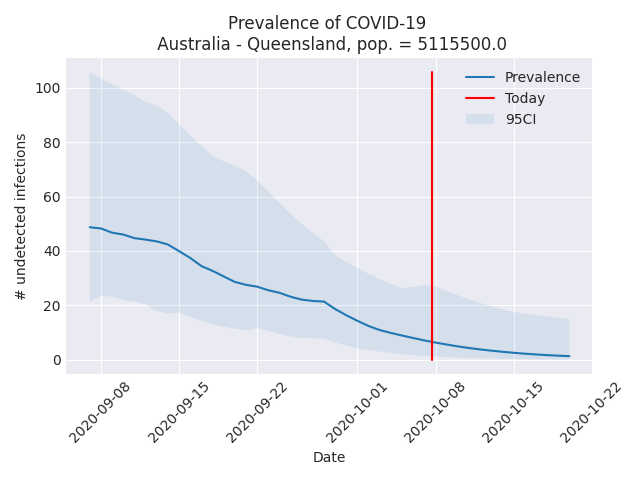 Prevalence of COVID-19
Australia - Queensland, pop. = 5115500.0
Prevalence
Today
95CI
# undetected infections
100
80
60
40
20
0
2020-09-08
2020-09-15
2020-09-22
2020-10-01
2020-10-08
2020-10-15
2020-10-22
Date